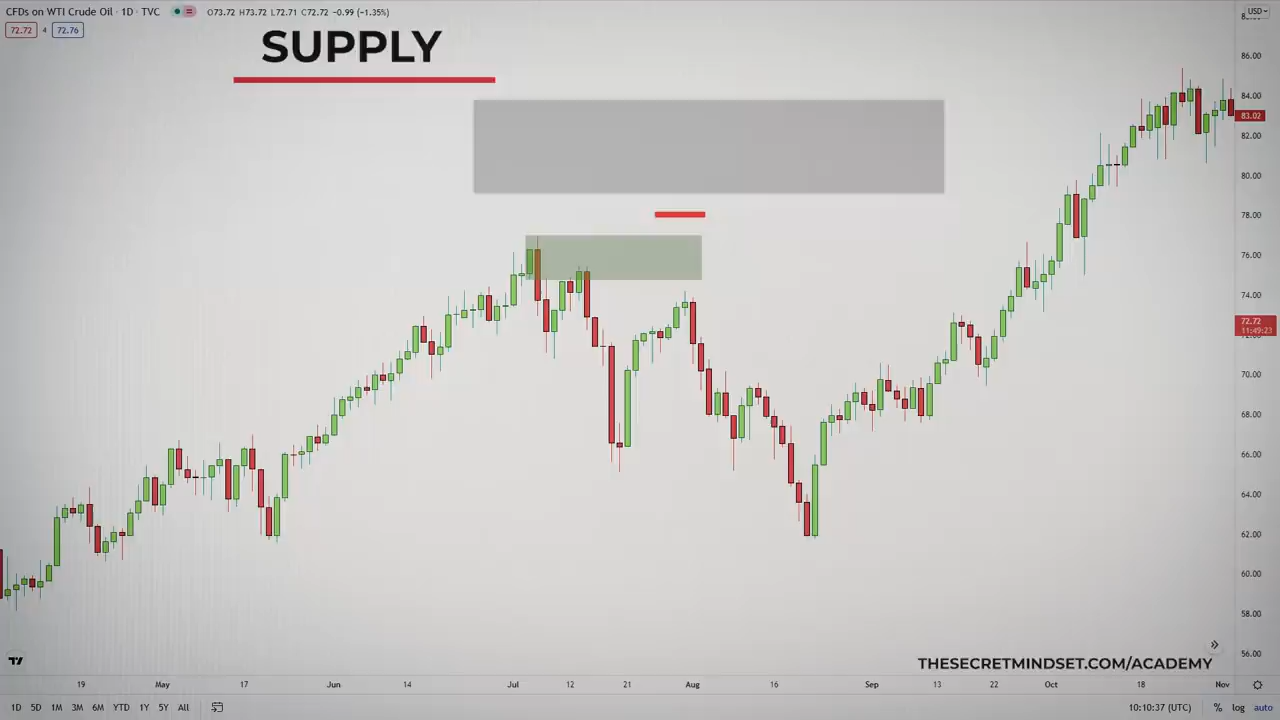 CFDs on WTI Crude Oil · 1D · TVC O73.72 H73.72 L72.71 C72.72 -0.99 (-1.35%)
USD
72.72 4 72.76
SUPPLY
86.00
84.00
83.02
82.00
80.00
78.00
76.00
74.00
72.72
11:49:23
70.00
68.00
66.00
64.00
62.00
60.00
58.00
56.00
THESECRETMINDSET.COM/ACADEMY
19 May 17 Jun 14 Jul 12 21 Aug 16 Sep 13 22 Oct 18 Nov
1D 5D 1M 3M 6M YTD 1Y 5Y All 10:10:37 (UTC) % log auto